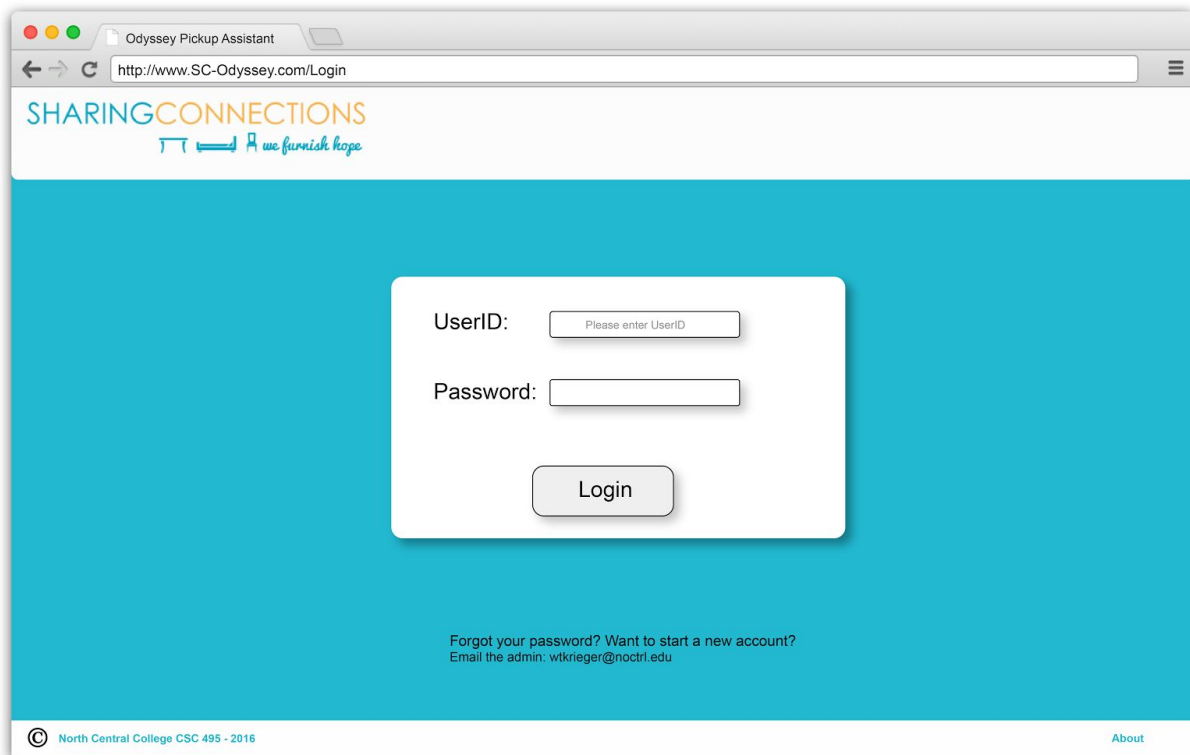 Odyssey Pickup Assistant
http://www.SC-Odyssey.com/Login
SHARINGCONNECTIONS
we furnish hope
UserID:
Please enter UserID
Password:
Login
Forgot your password? Want to start a new account?
Email the admin: wtkrieger@noctrl.edu
© North Central College CSC 495 - 2016
About